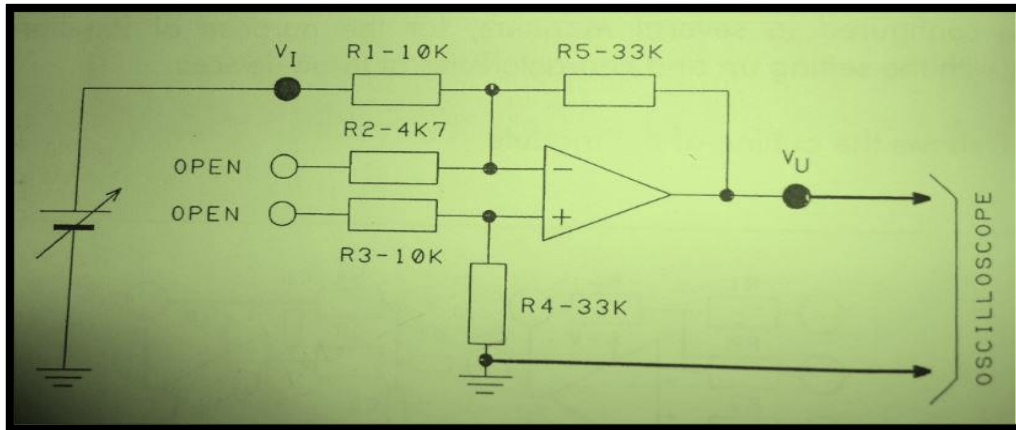 V_I
R1-10K
R5-33K
R2-4K7
OPEN
OPEN
R3-10K
−
+
V_U
R4-33K
OSCILLOSCOPE